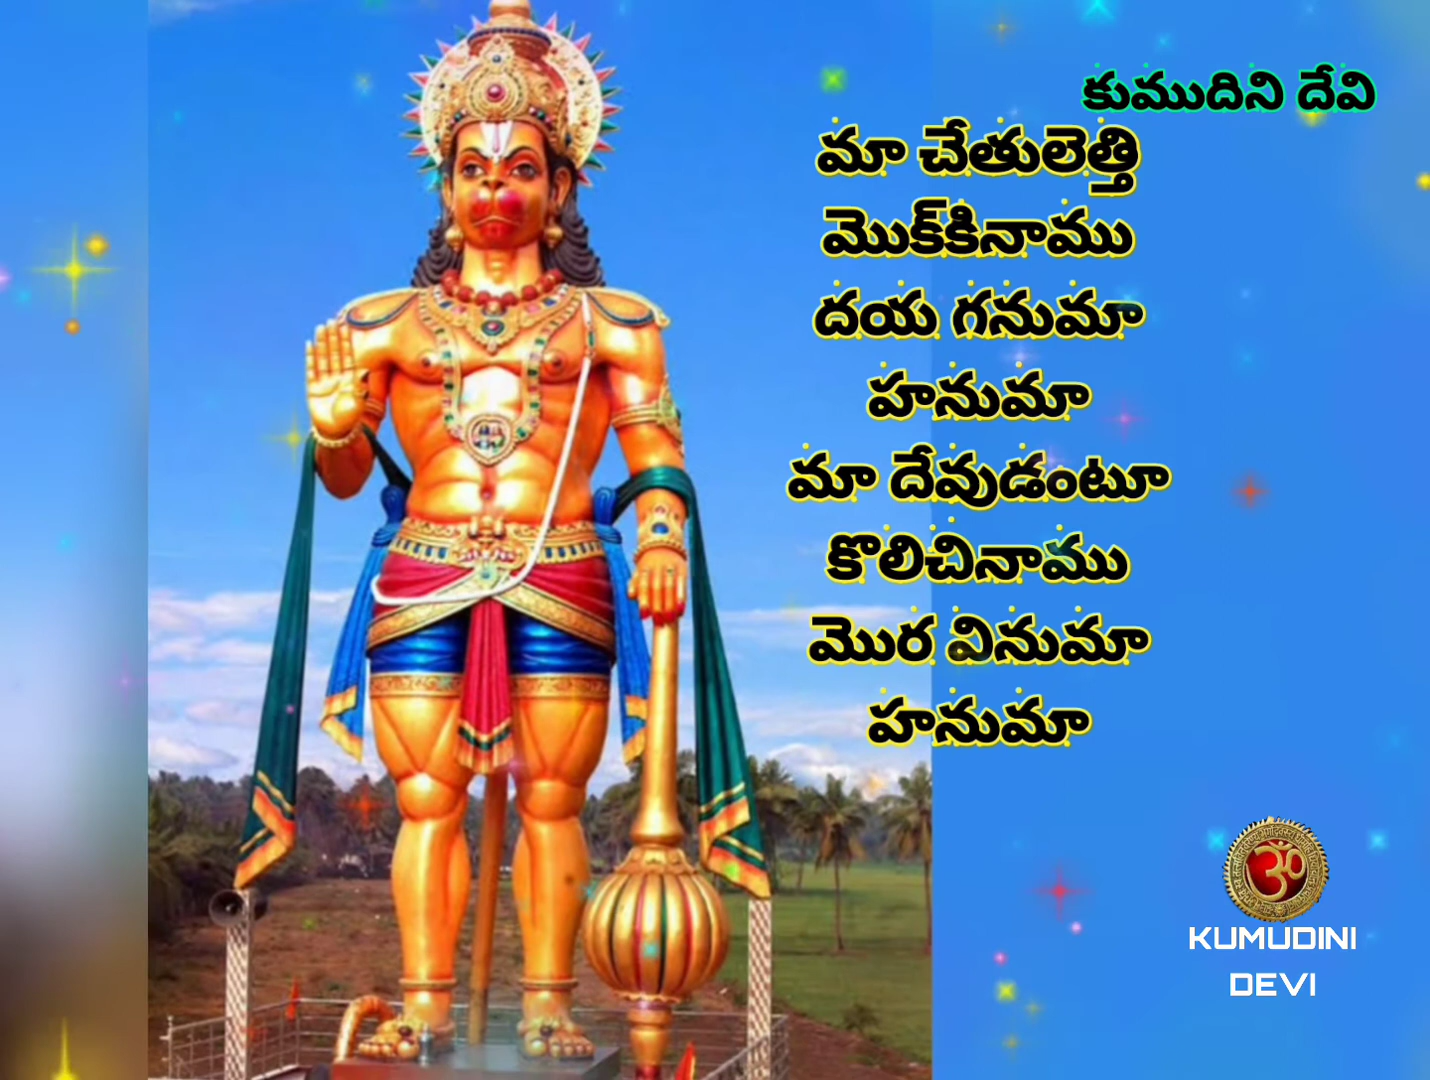 కుముదిని దేవి
మా చేతులెత్తి
మొక్‌కినాము
దయ గనుమా
హనుమా
మా దేవుడంటూ
కొలిచినాము
మొర వినుమా
హనుమా
KUMUDINI
DEVI